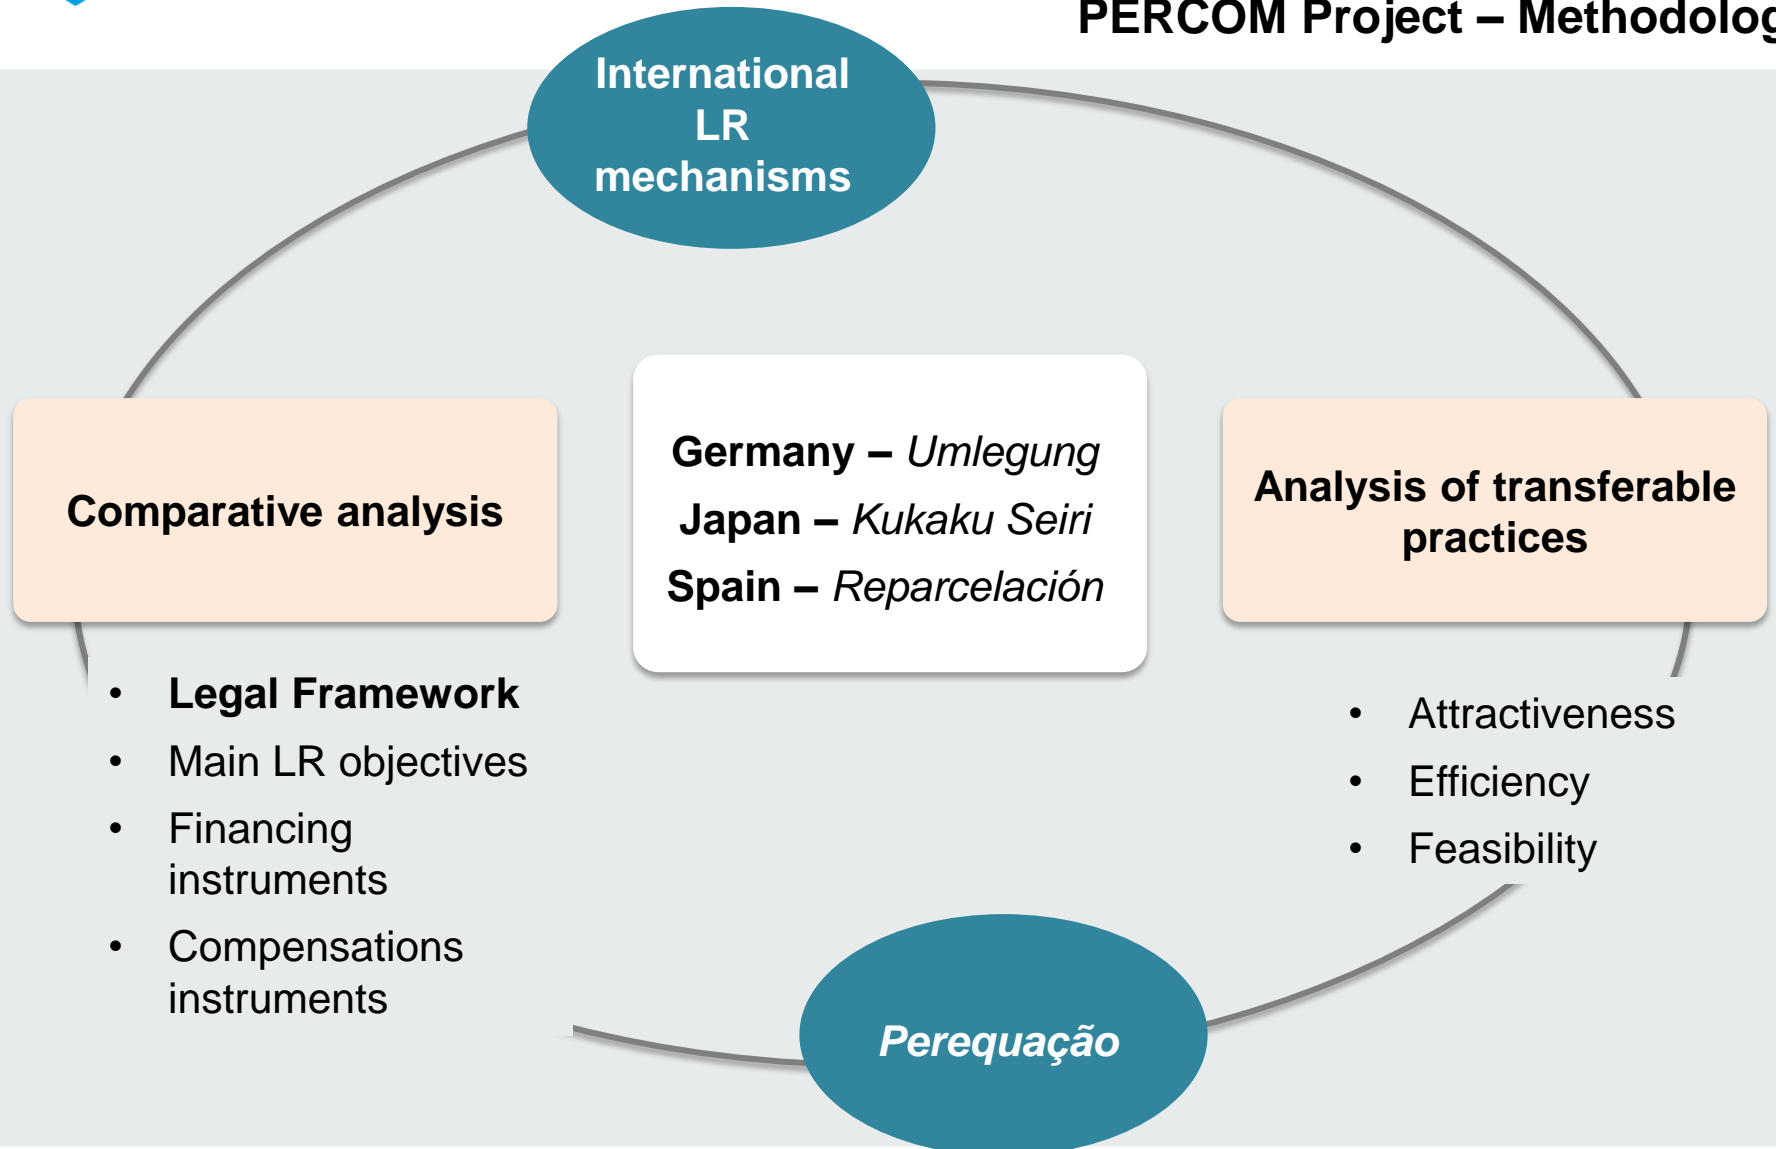 PERCOM Project – Methodolog
International
LR
mechanisms
Comparative analysis
Germany – Umlegung
Japan – Kukaku Seiri
Spain – Reparcelación
Analysis of transferable
practices
• Legal Framework
• Main LR objectives
• Financing
instruments
• Compensations
instruments
• Attractiveness
• Efficiency
• Feasibility
Perequação